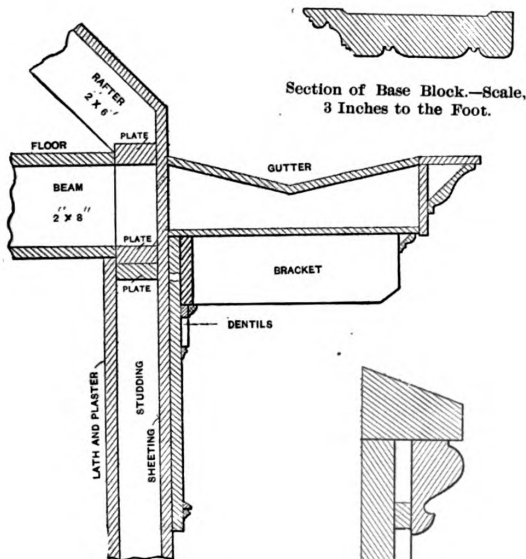 Section of Base Block.—Scale,
3 Inches to the Foot.
RAFTER
2 X 6"
FLOOR
PLATE
GUTTER
BEAM
2 X 8"
PLATE
BRACKET
PLATE
DENTILS
LATH AND PLASTER
STUDDING
SHEETING